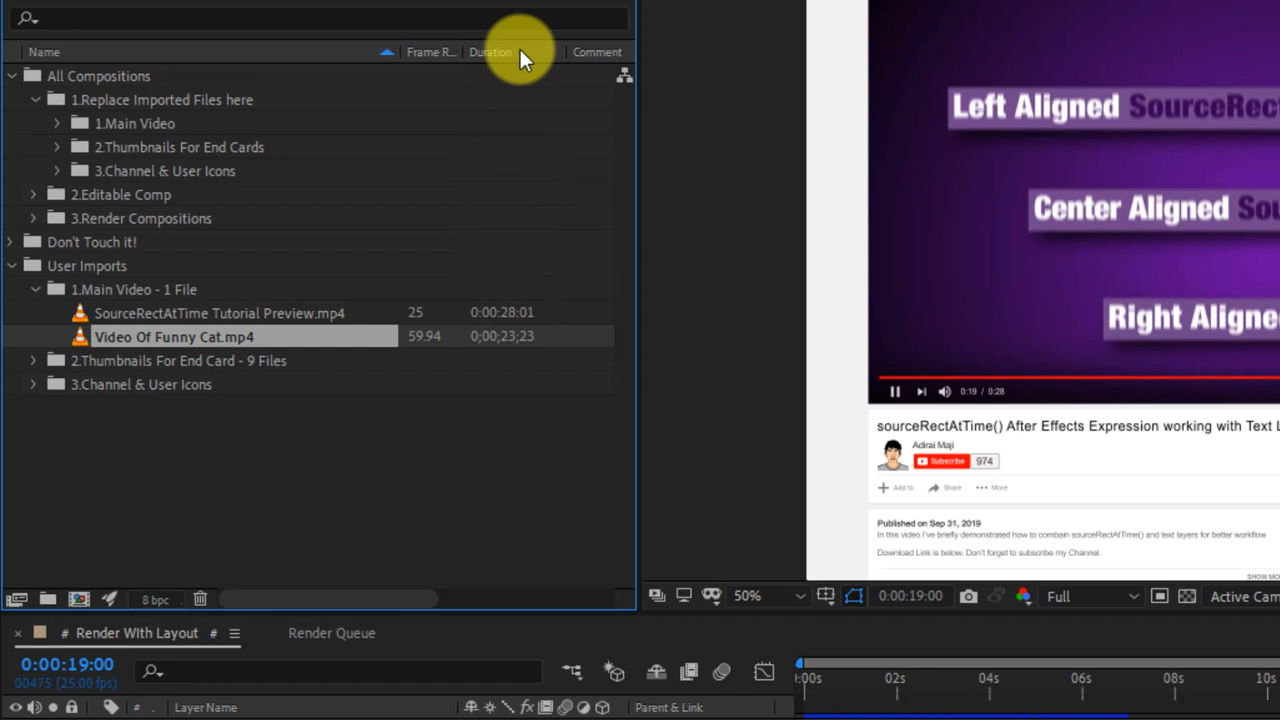 Name Frame R... Duration Comment
All Compositions
1.Replace Imported Files here
1.Main Video
2.Thumbnails For End Cards
3.Channel & User Icons
2.Editable Comp
3.Render Compositions
Don't Touch it!
User Imports
1.Main Video - 1 File
SourceRectAtTime Tutorial Preview.mp4 25 0:00:28:01
Video Of Funny Cat.mp4 59.94 0;00;23;23
2.Thumbnails For End Card - 9 Files
3.Channel & User Icons
8 bpc
Left Aligned SourceRect
Center Aligned Sou
Right Aligne
0:19 / 0:28
sourceRectAtTime() After Effects Expression working with Text L
Adirai Maji
Subscribe 974
Add to Share More
Published on Sep 31, 2019
In this video I've briefly demonstrated how to combain sourceRectAtTime() and text layers for better workflow
Download Link is below. Don't forget to subscribe my Channel.
SHOW MO
50% 0:00:19:00 Full Active Cam
# Render WIth Layout # Render Queue
0:00:19:00
00475 (25.00 fps)
:00s 02s 04s 06s 08s 10s
# Layer Name fx Parent & Link